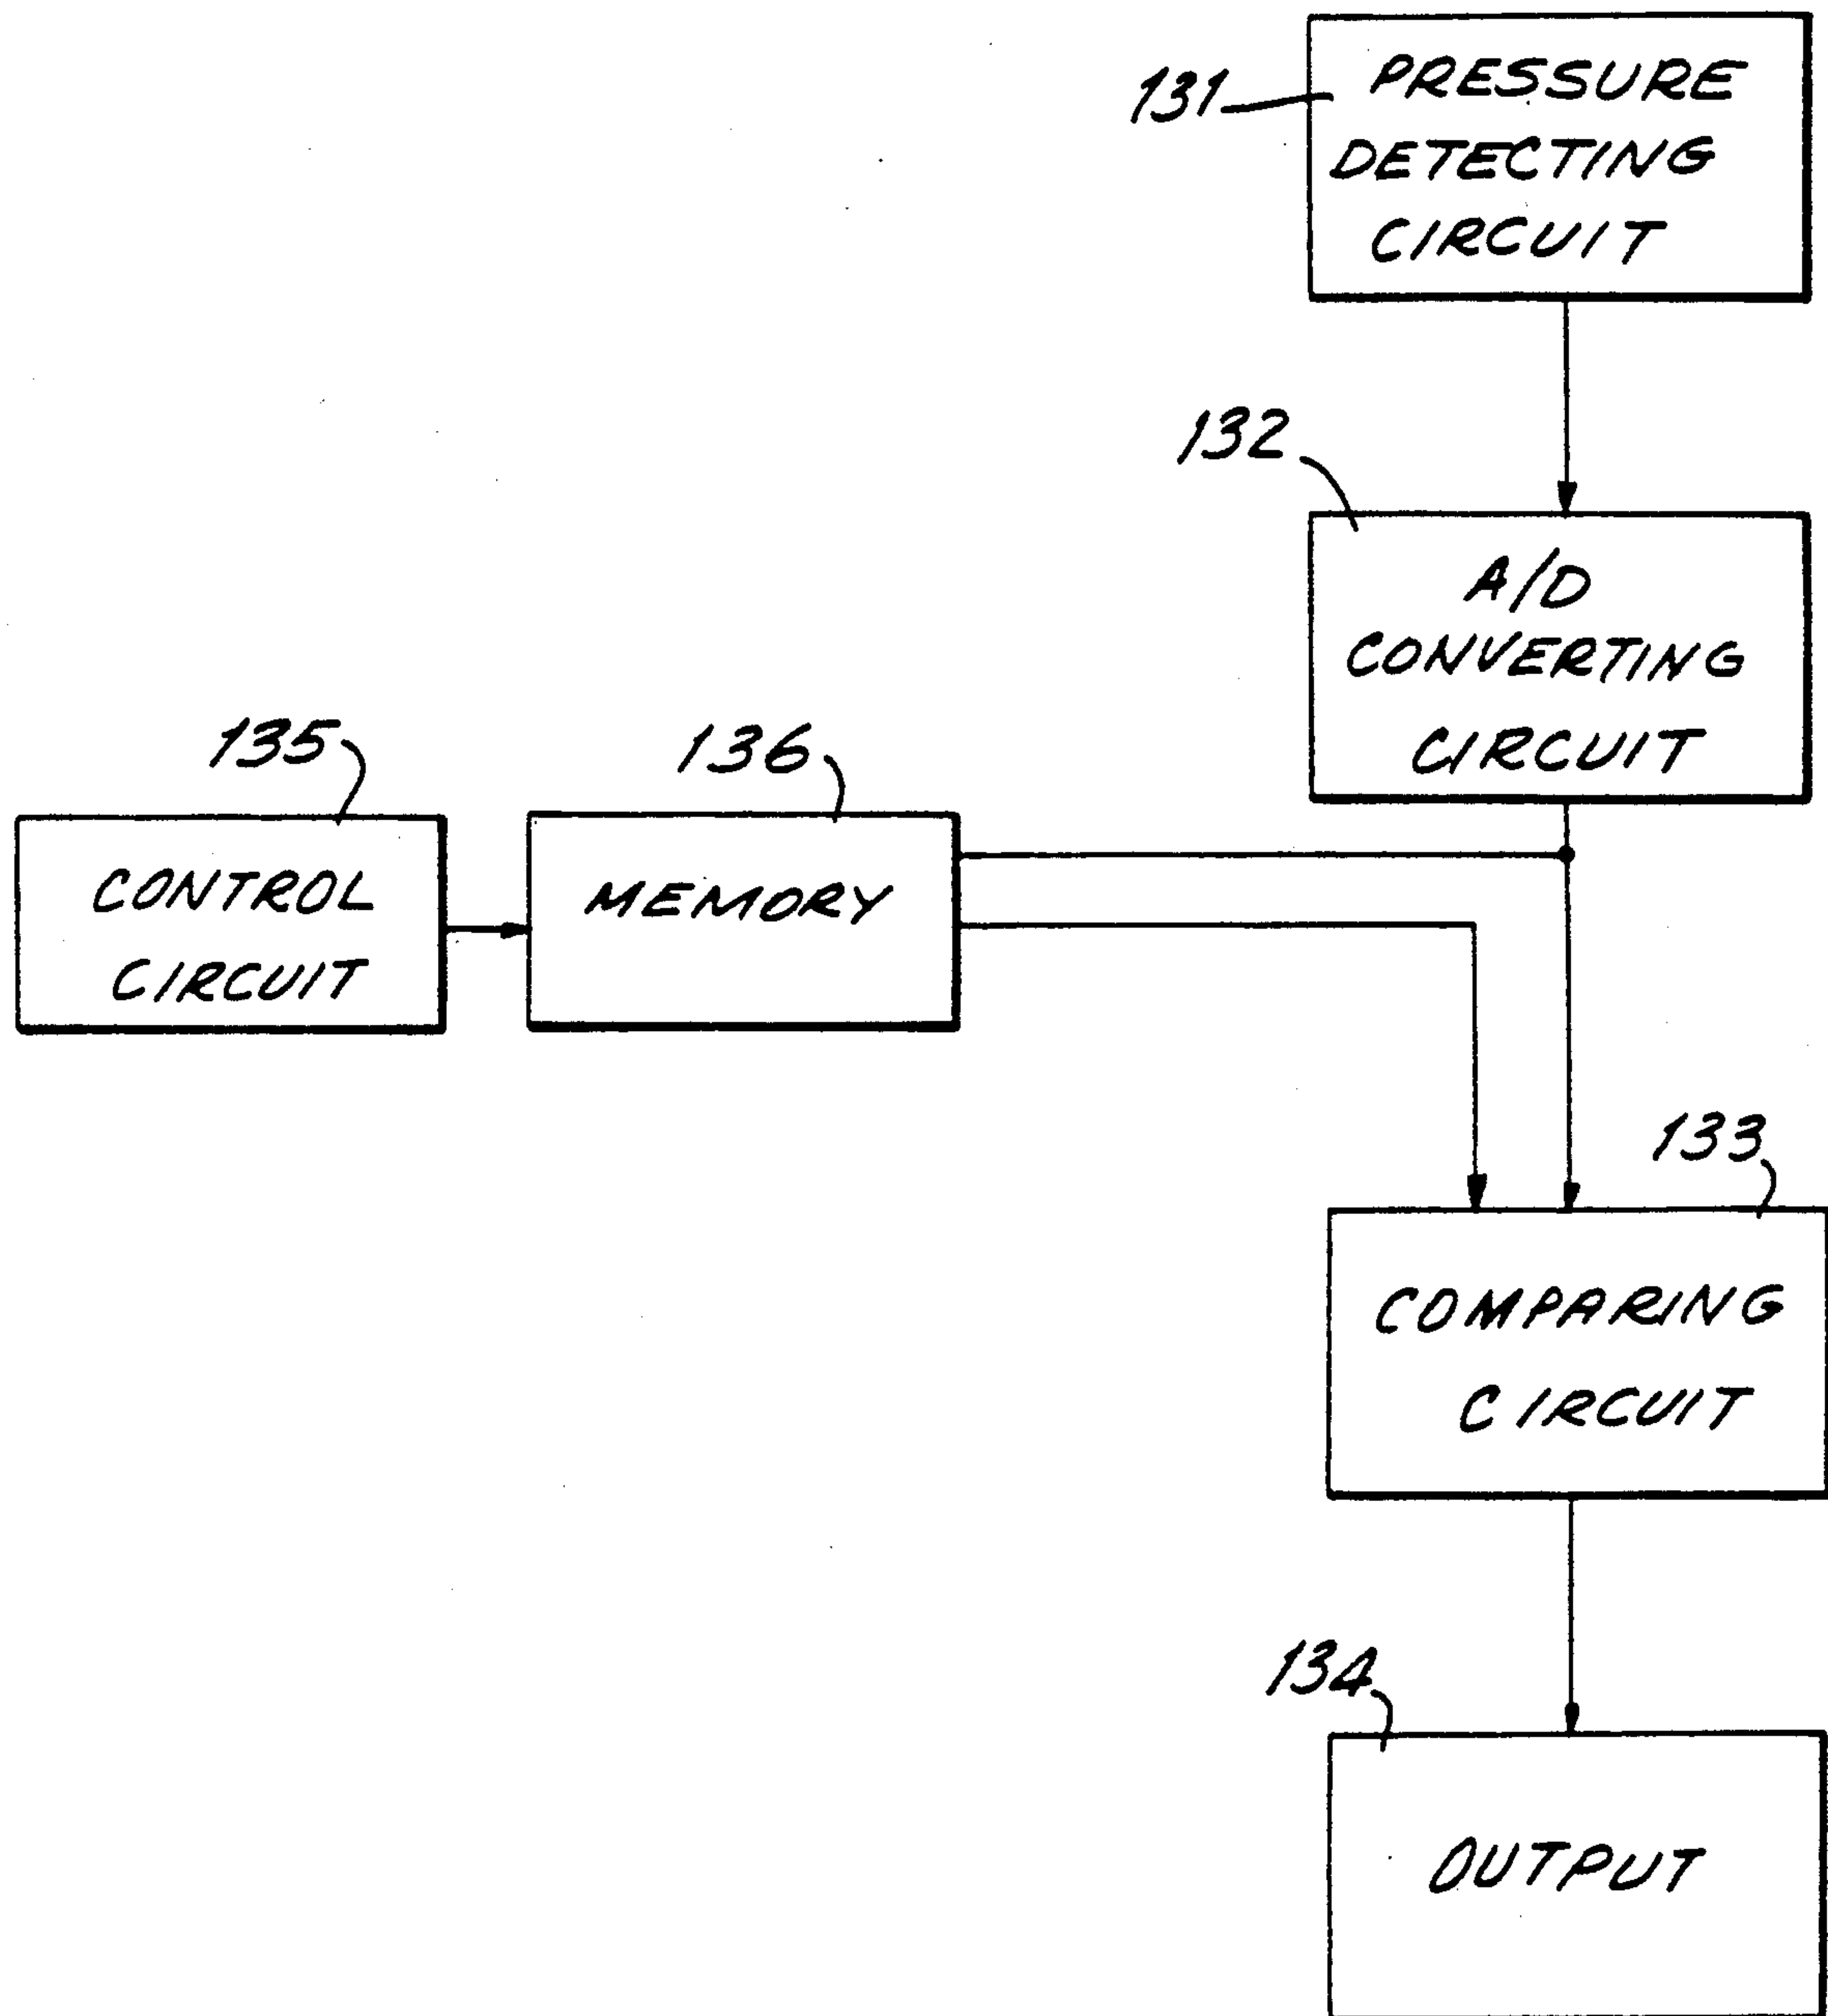 131
PRESSURE
DETECTING
CIRCUIT
132
A/D
CONVERTING
CIRCUIT
135
CONTROL
CIRCUIT
136
MEMORY
133
COMPARING
CIRCUIT
134
OUTPUT